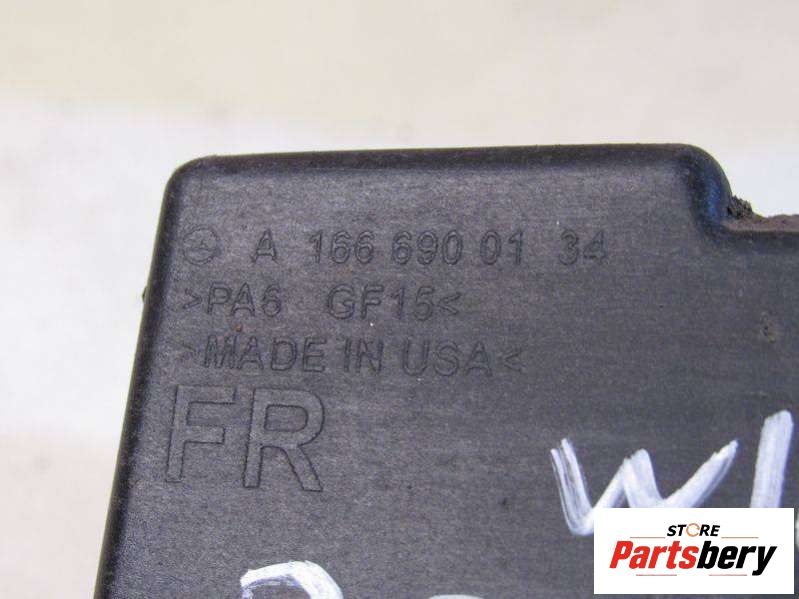 A 166 690 01 34
>PA6 GF15<
>MADE IN USA<
FR
STORE
Partsbery